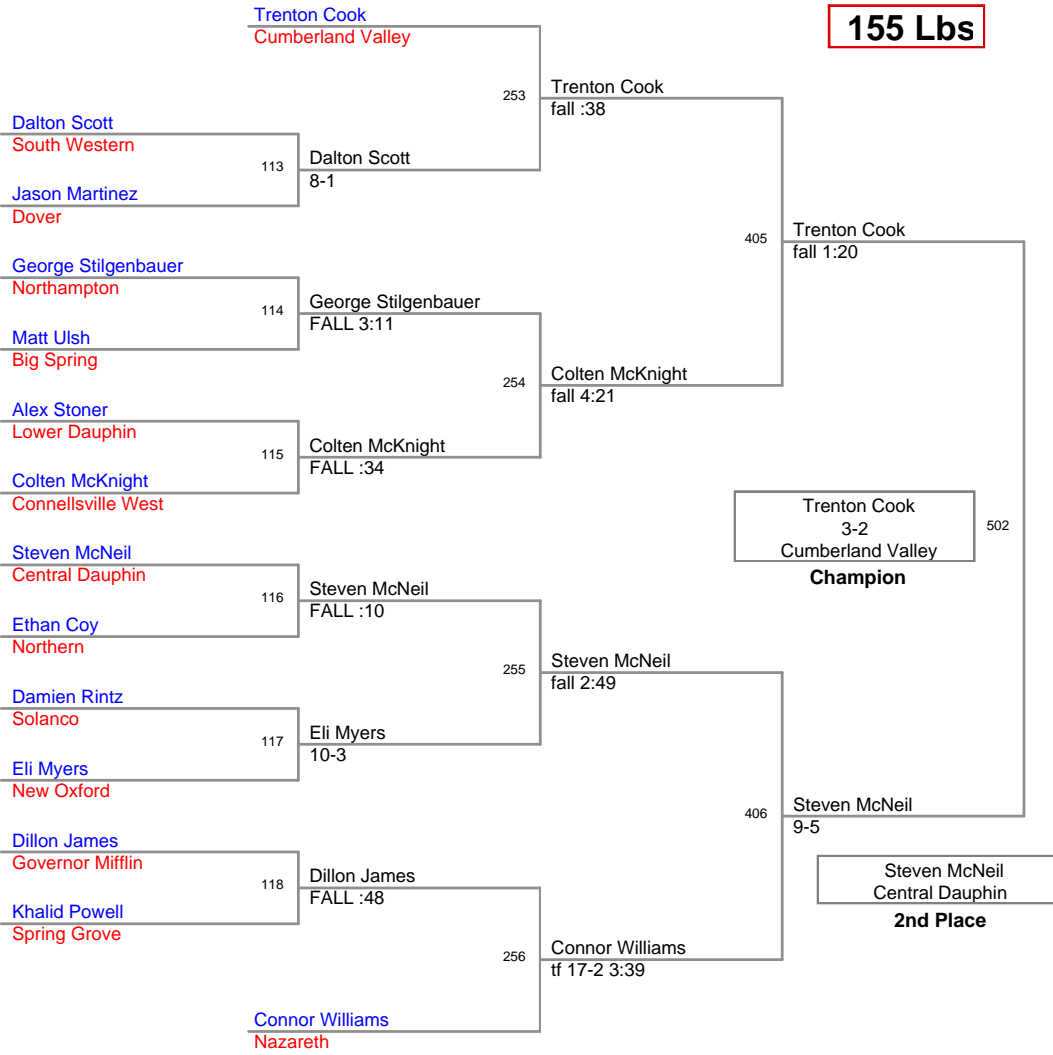 Trenton Cook
Cumberland Valley
155 Lbs
253
Trenton Cook
fall :38
Dalton Scott
South Western
113
Dalton Scott
8-1
Jason Martinez
Dover
405
Trenton Cook
fall 1:20
George Stilgenbauer
Northampton
114
George Stilgenbauer
FALL 3:11
Matt Ulsh
Big Spring
254
Colten McKnight
fall 4:21
Alex Stoner
Lower Dauphin
115
Colten McKnight
FALL :34
Colten McKnight
Connellsville West
Trenton Cook
3-2
Cumberland Valley
502
Champion
Steven McNeil
Central Dauphin
116
Steven McNeil
FALL :10
Ethan Coy
Northern
255
Steven McNeil
fall 2:49
Damien Rintz
Solanco
117
Eli Myers
10-3
Eli Myers
New Oxford
406
Steven McNeil
9-5
Dillon James
Governor Mifflin
118
Dillon James
FALL :48
Steven McNeil
Central Dauphin
2nd Place
Khalid Powell
Spring Grove
256
Connor Williams
tf 17-2 3:39
Connor Williams
Nazareth